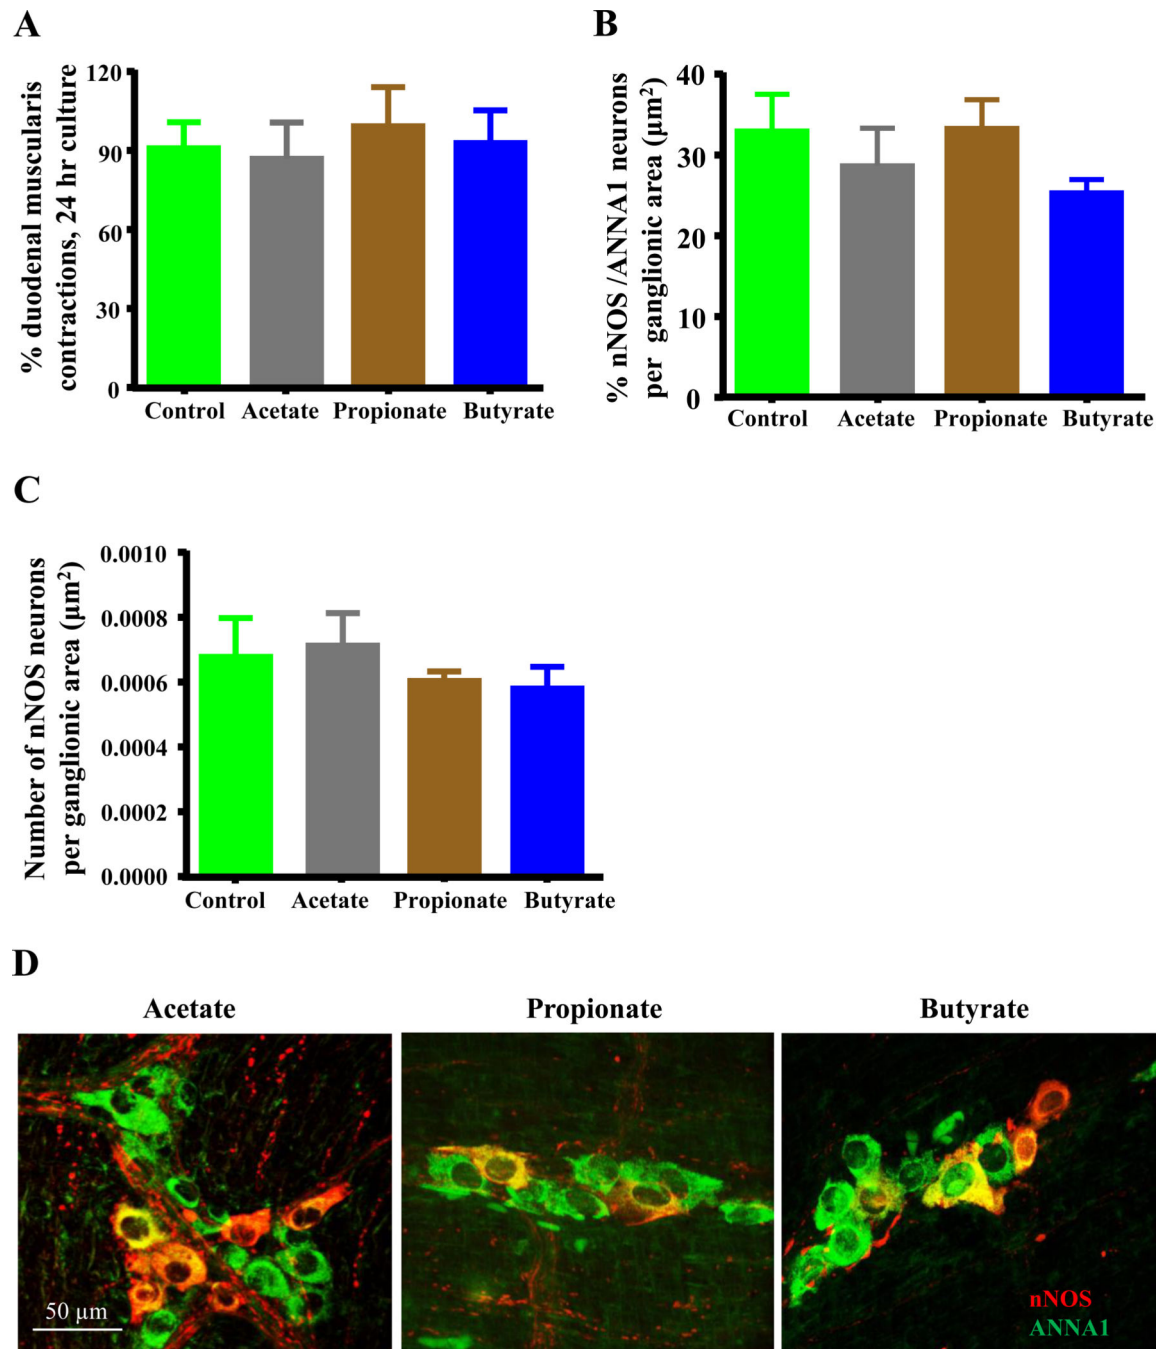 A
% duodenal muscularis
contractions, 24 hr culture
120
90
60
30
0
Control Acetate Propionate Butyrate
B
% nNOS /ANNA1 neurons
per ganglionic area (µm²)
40
30
20
10
0
Control Acetate Propionate Butyrate
C
Number of nNOS neurons
per ganglionic area (µm²)
0.0010
0.0008
0.0006
0.0004
0.0002
0.0000
Control Acetate Propionate Butyrate
D
Acetate Propionate Butyrate
50 µm
nNOS
ANNA1